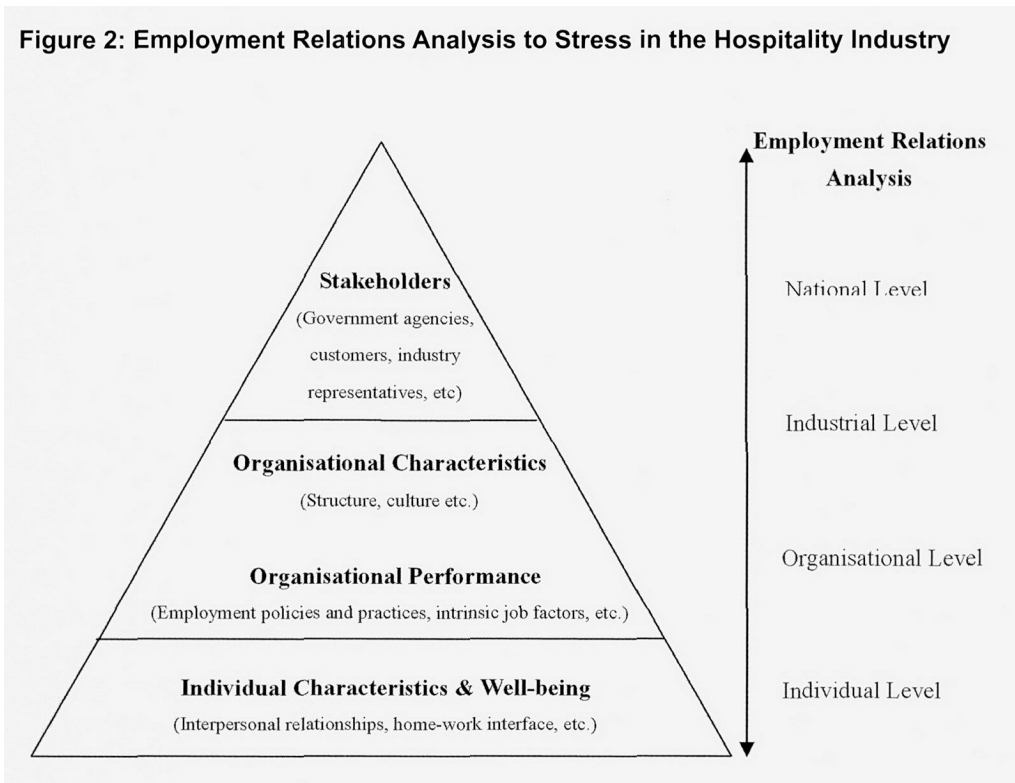 Figure 2: Employment Relations Analysis to Stress in the Hospitality Industry
Employment Relations
Analysis
Stakeholders
(Government agencies,
customers, industry
representatives, etc)
National Level
Industrial Level
Organisational Characteristics
(Structure, culture etc.)
Organisational Level
Organisational Performance
(Employment policies and practices, intrinsic job factors, etc.)
Individual Characteristics & Well-being
(Interpersonal relationships, home-work interface, etc.)
Individual Level